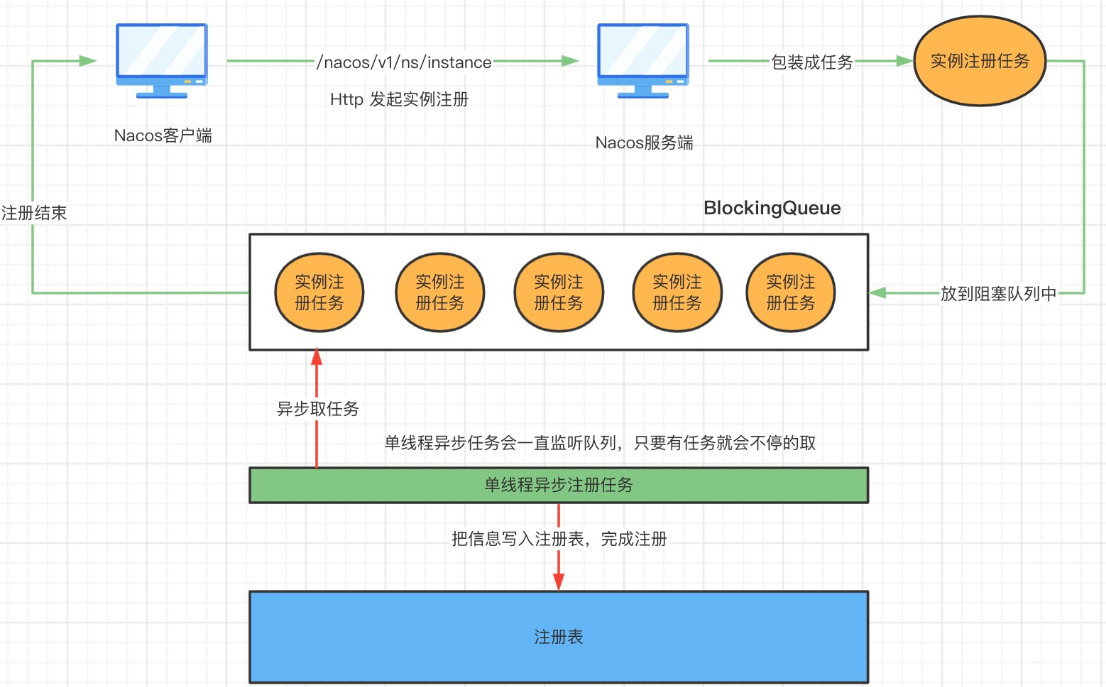 /nacos/v1/ns/instance
包装成任务
实例注册任务
Http 发起实例注册
Nacos客户端
Nacos服务端
注册结束
BlockingQueue
实例注
册任务
实例注
册任务
实例注
册任务
实例注
册任务
实例注
册任务
放到阻塞队列中
异步取任务
单线程异步任务会一直监听队列，只要有任务就会不停的取
单线程异步注册任务
把信息写入注册表，完成注册
注册表